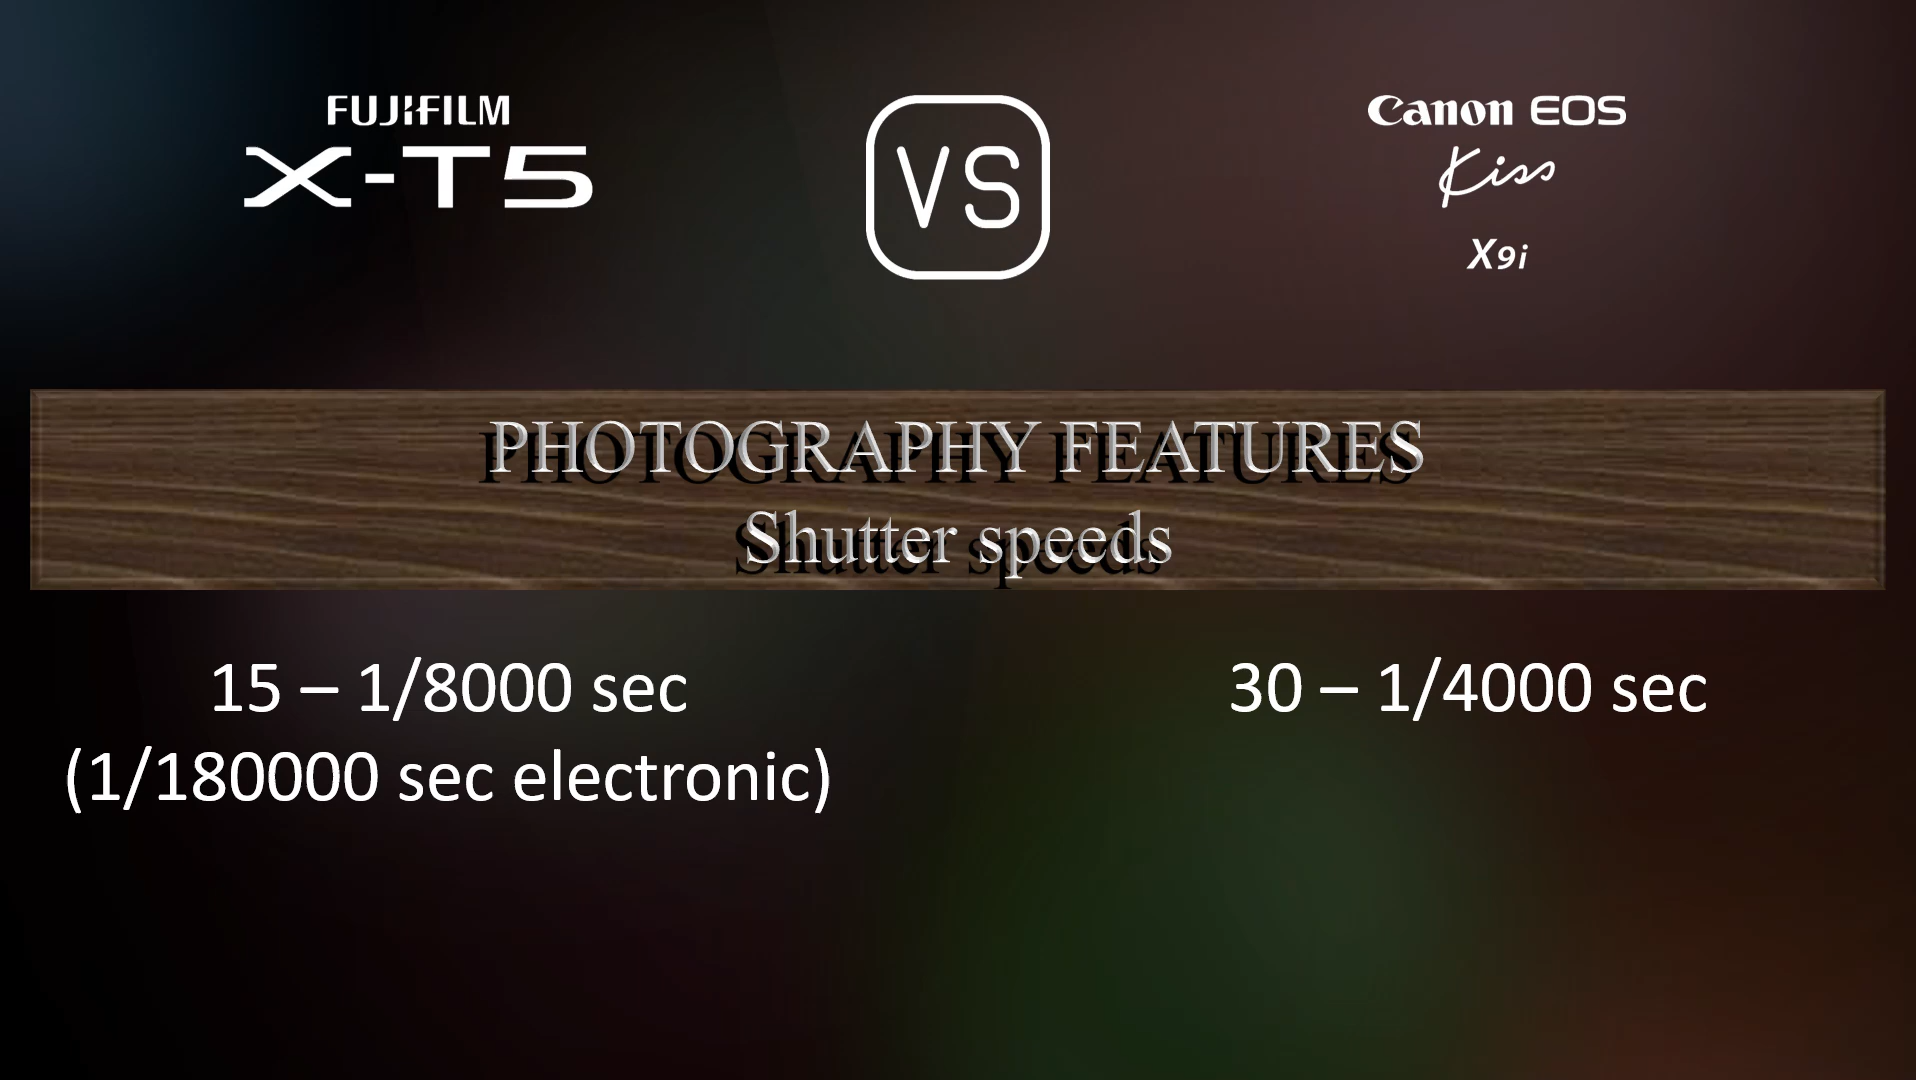 FUJIFILM
X-T5
VS
Canon EOS
Kiss
X9i
PHOTOGRAPHY FEATURES
Shutter speeds
15 – 1/8000 sec
(1/180000 sec electronic)
30 – 1/4000 sec